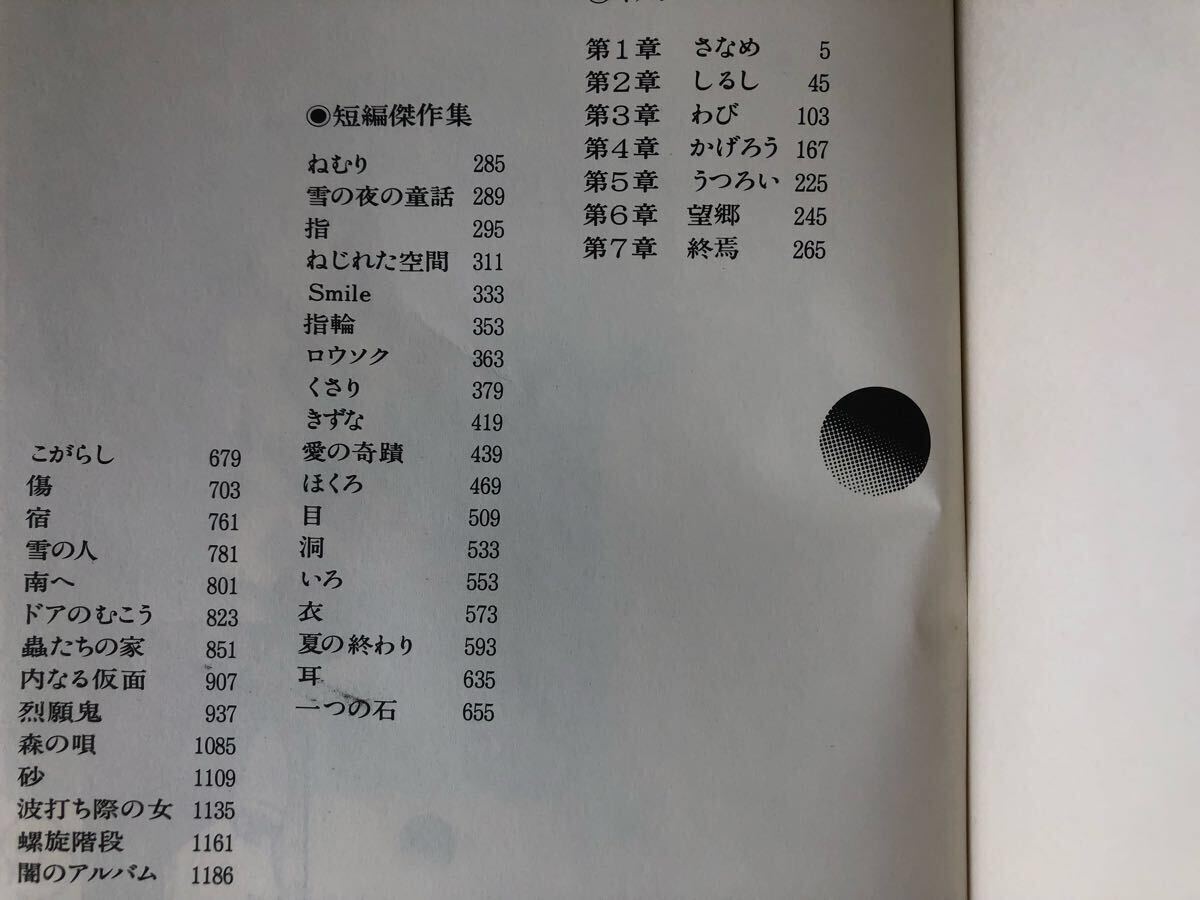 第1章 さなめ 5
第2章 しるし 45
第3章 わび 103
第4章 かげろう 167
第5章 うつろい 225
第6章 望郷 245
第7章 終焉 265
◉短編傑作集
ねむり 285
雪の夜の童話 289
指 295
ねじれた空間 311
Smile 333
指輪 353
ロウソク 363
くさり 379
きずな 419
愛の奇蹟 439
ほくろ 469
目 509
洞 533
いろ 553
衣 573
夏の終わり 593
耳 635
一つの石 655
こがらし 679
傷 703
宿 761
雪の人 781
南へ 801
ドアのむこう 823
蟲たちの家 851
内なる仮面 907
烈願鬼 937
森の唄 1085
砂 1109
波打ち際の女 1135
螺旋階段 1161
闇のアルバム 1186